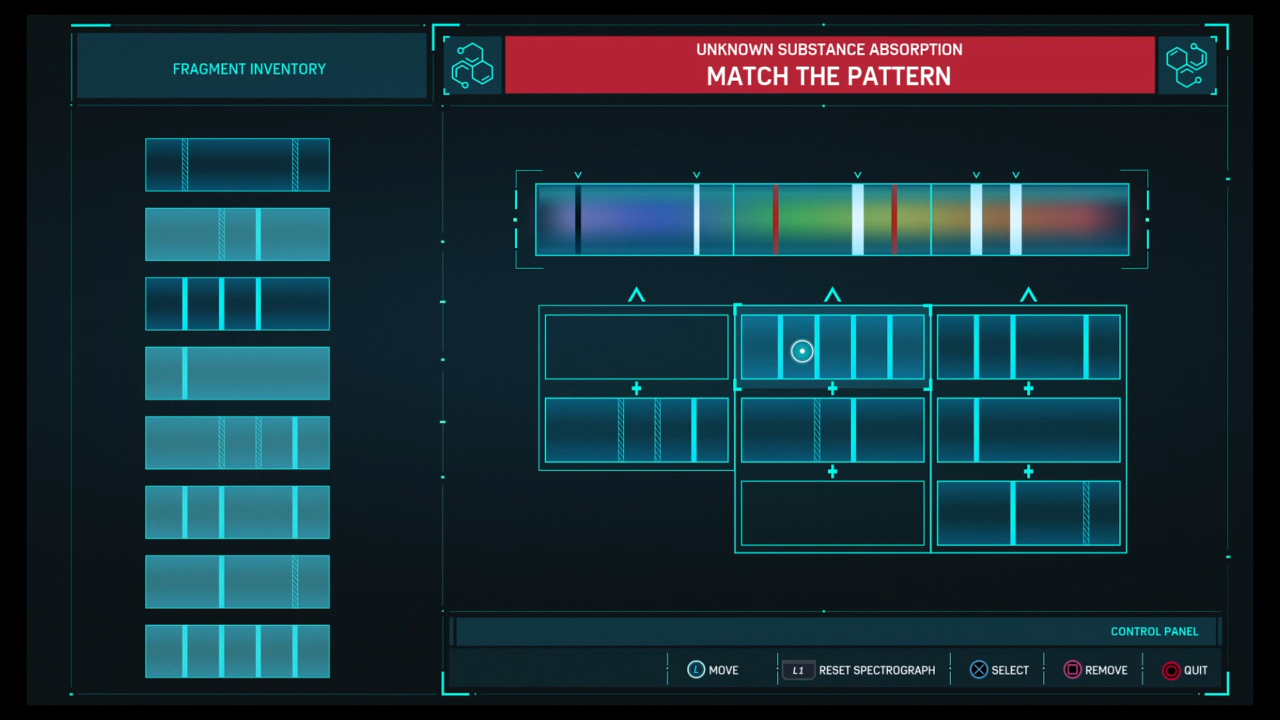 FRAGMENT INVENTORY
UNKNOWN SUBSTANCE ABSORPTION
MATCH THE PATTERN
CONTROL PANEL
L MOVE
L1 RESET SPECTROGRAPH
SELECT
REMOVE
QUIT